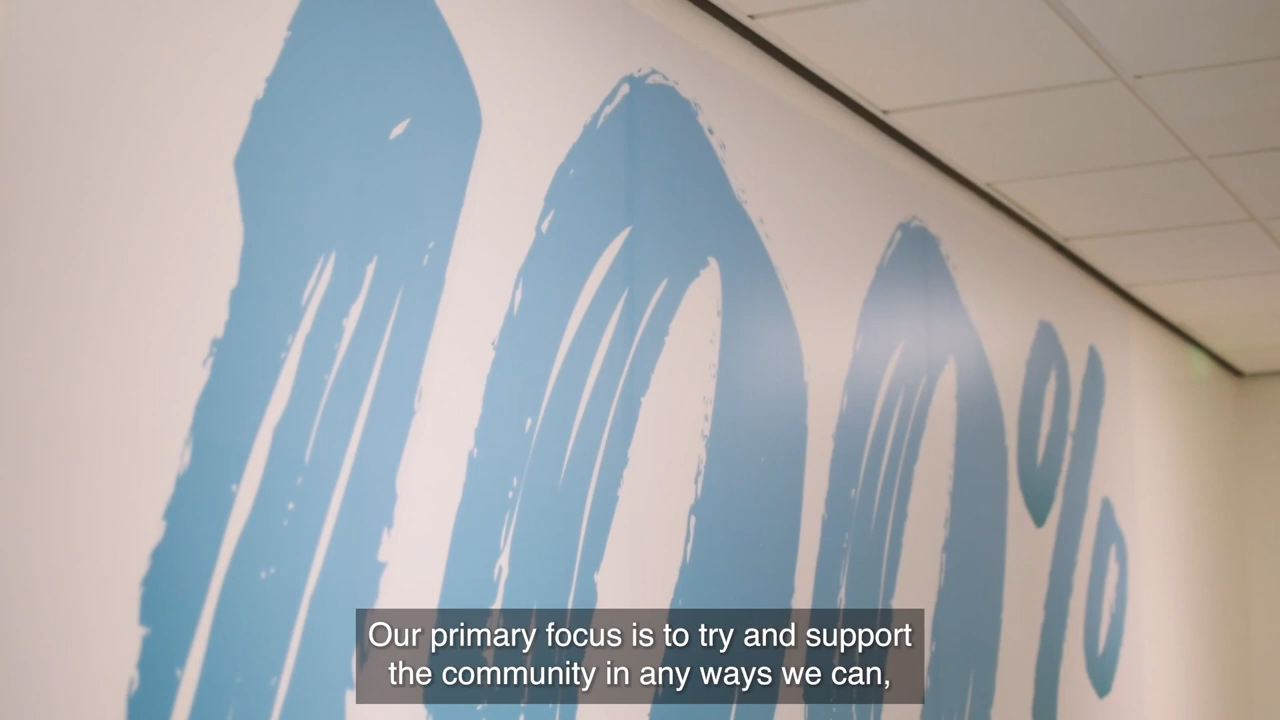 100%
Our primary focus is to try and support
the community in any ways we can,